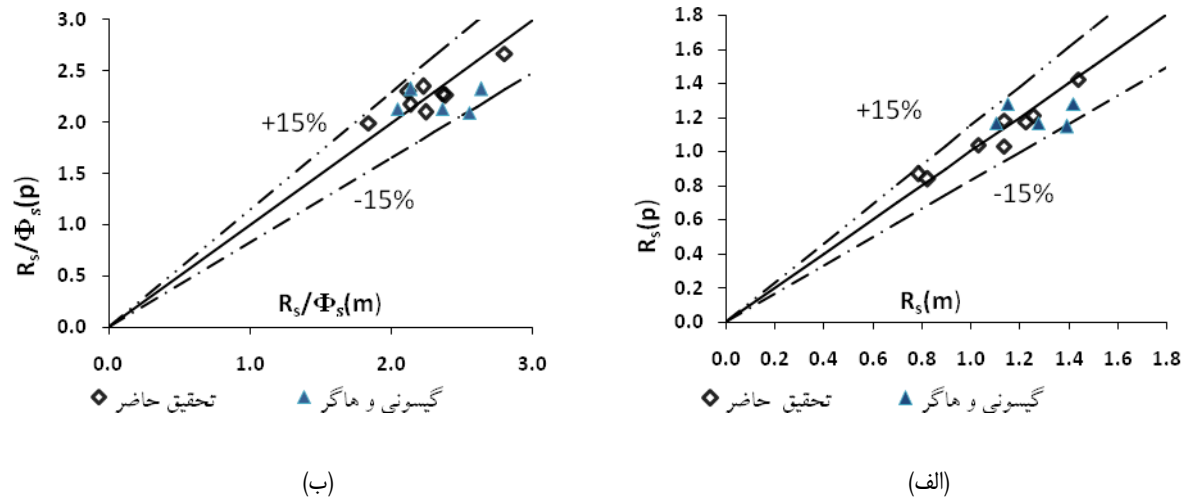 3.0
2.5
2.0
1.5
1.0
0.5
0.0
0.0 1.0 2.0 3.0
Rs/Φs(p)
Rs/Φs(m)
+15%
-15%
تحقیق حاضر
گیسونی و هاگر
(ب)
1.8
1.6
1.4
1.2
1.0
0.8
0.6
0.4
0.2
0.0
0.0 0.2 0.4 0.6 0.8 1.0 1.2 1.4 1.6 1.8
Rs(p)
Rs(m)
+15%
-15%
تحقیق حاضر
گیسونی و هاگر
(الف)